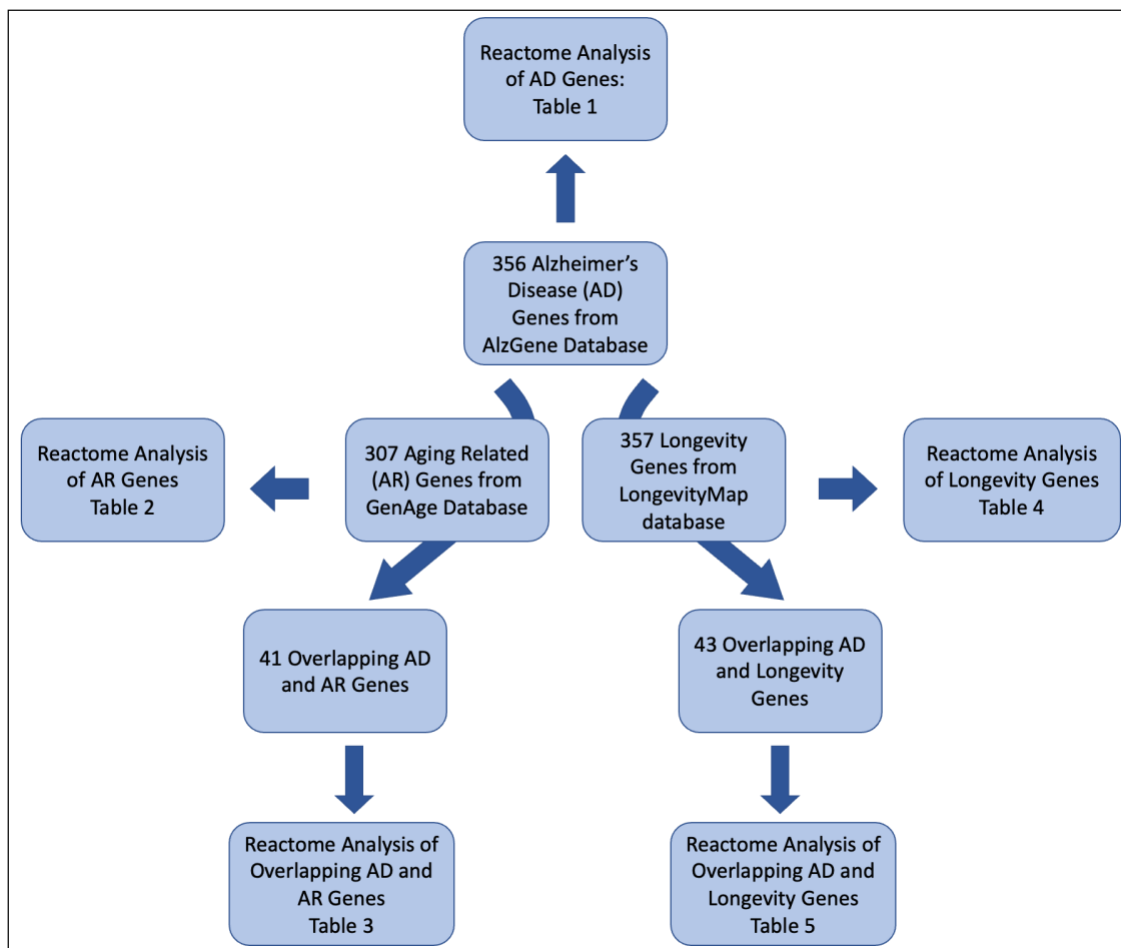 Reactome Analysis
of AD Genes:
Table 1
356 Alzheimer’s
Disease (AD)
Genes from
AlzGene Database
Reactome Analysis
of AR Genes
Table 2
307 Aging Related
(AR) Genes from
GenAge Database
357 Longevity
Genes from
LongevityMap
database
Reactome Analysis
of Longevity Genes
Table 4
41 Overlapping AD
and AR Genes
43 Overlapping AD
and Longevity
Genes
Reactome Analysis of
Overlapping AD and
AR Genes
Table 3
Reactome Analysis of
Overlapping AD and
Longevity Genes
Table 5